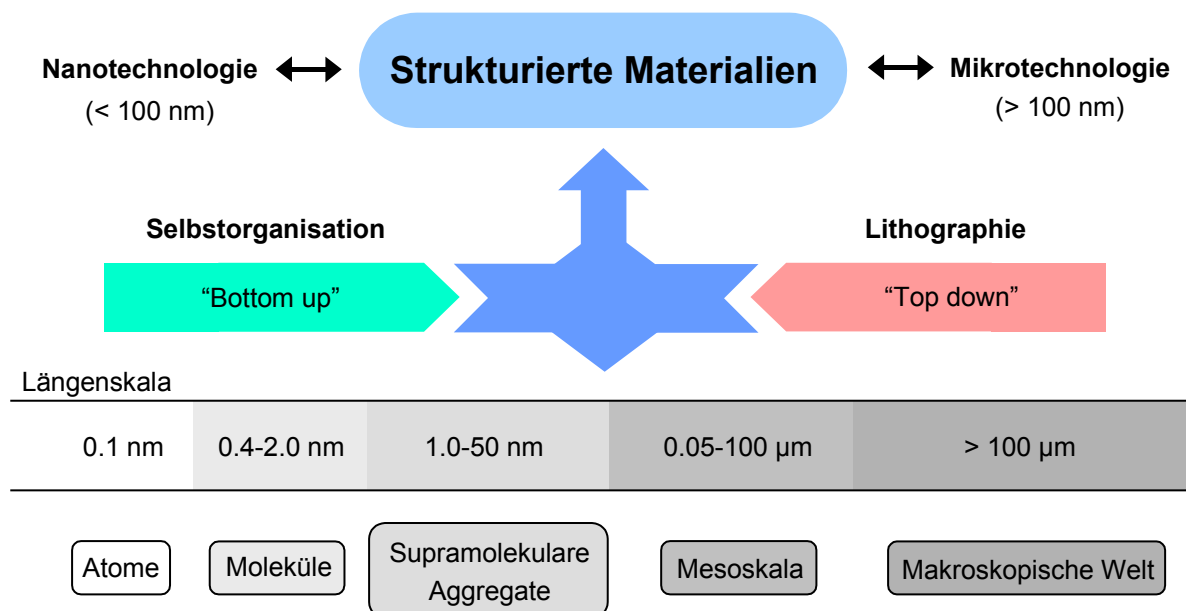 Strukturierte Materialien
Nanotechnologie
(< 100 nm)
Mikrotechnologie
(> 100 nm)
Selbstorganisation
Lithographie
“Bottom up”
“Top down”
Längenskala
0.1 nm
0.4-2.0 nm
1.0-50 nm
0.05-100 µm
> 100 µm
Atome
Moleküle
Supramolekulare
Aggregate
Mesoskala
Makroskopische Welt